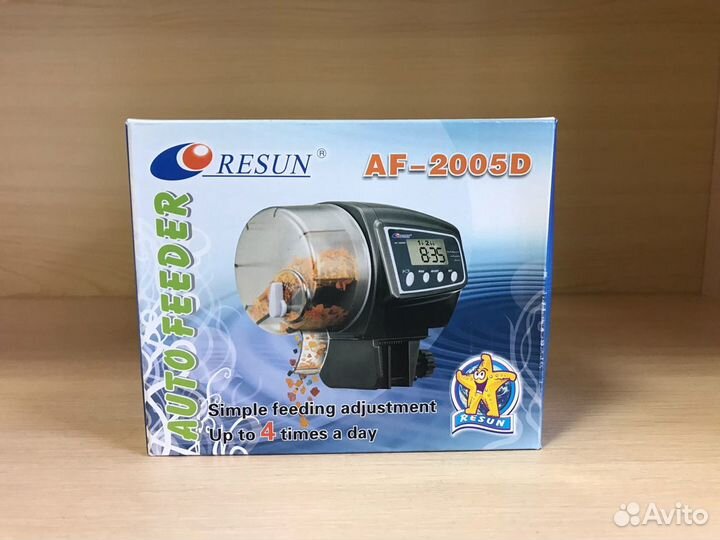 RESUN®
AF-2005D
AUTO FEEDER
8:35
Simple feeding adjustment
Up to 4 times a day
RESUN
Avito